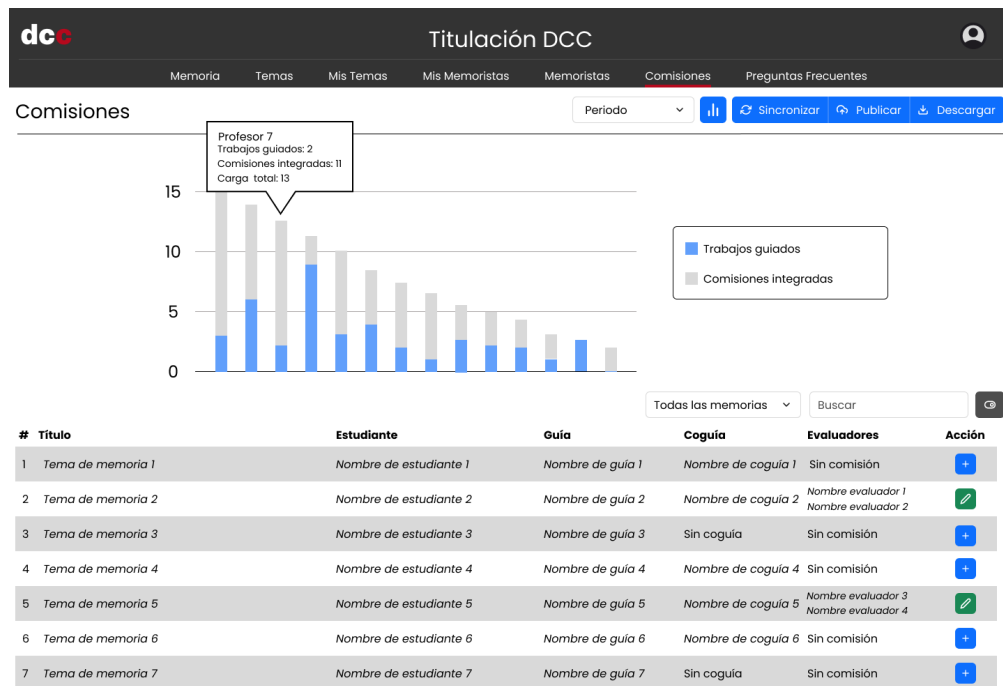 dcc
Titulación DCC
Memoria Temas Mis Temas Mis Memoristas Memoristas Comisiones Preguntas Frecuentes
Comisiones
Periodo
Sincronizar Publicar Descargar
Profesor 7
Trabajos guiados: 2
Comisiones integradas: 11
Carga total: 13
15
10
5
0
Trabajos guiados
Comisiones integradas
Todas las memorias
Buscar
# Título Estudiante Guía Coguía Evaluadores Acción
1 Tema de memoria 1 Nombre de estudiante 1 Nombre de guía 1 Nombre de coguía 1 Sin comisión +
2 Tema de memoria 2 Nombre de estudiante 2 Nombre de guía 2 Nombre de coguía 2 Nombre evaluador 1
Nombre evaluador 2
3 Tema de memoria 3 Nombre de estudiante 3 Nombre de guía 3 Sin coguía Sin comisión +
4 Tema de memoria 4 Nombre de estudiante 4 Nombre de guía 4 Nombre de coguía 4 Sin comisión +
5 Tema de memoria 5 Nombre de estudiante 5 Nombre de guía 5 Nombre de coguía 5 Nombre evaluador 3
Nombre evaluador 4
6 Tema de memoria 6 Nombre de estudiante 6 Nombre de guía 6 Nombre de coguía 6 Sin comisión +
7 Tema de memoria 7 Nombre de estudiante 7 Nombre de guía 7 Sin coguía Sin comisión +